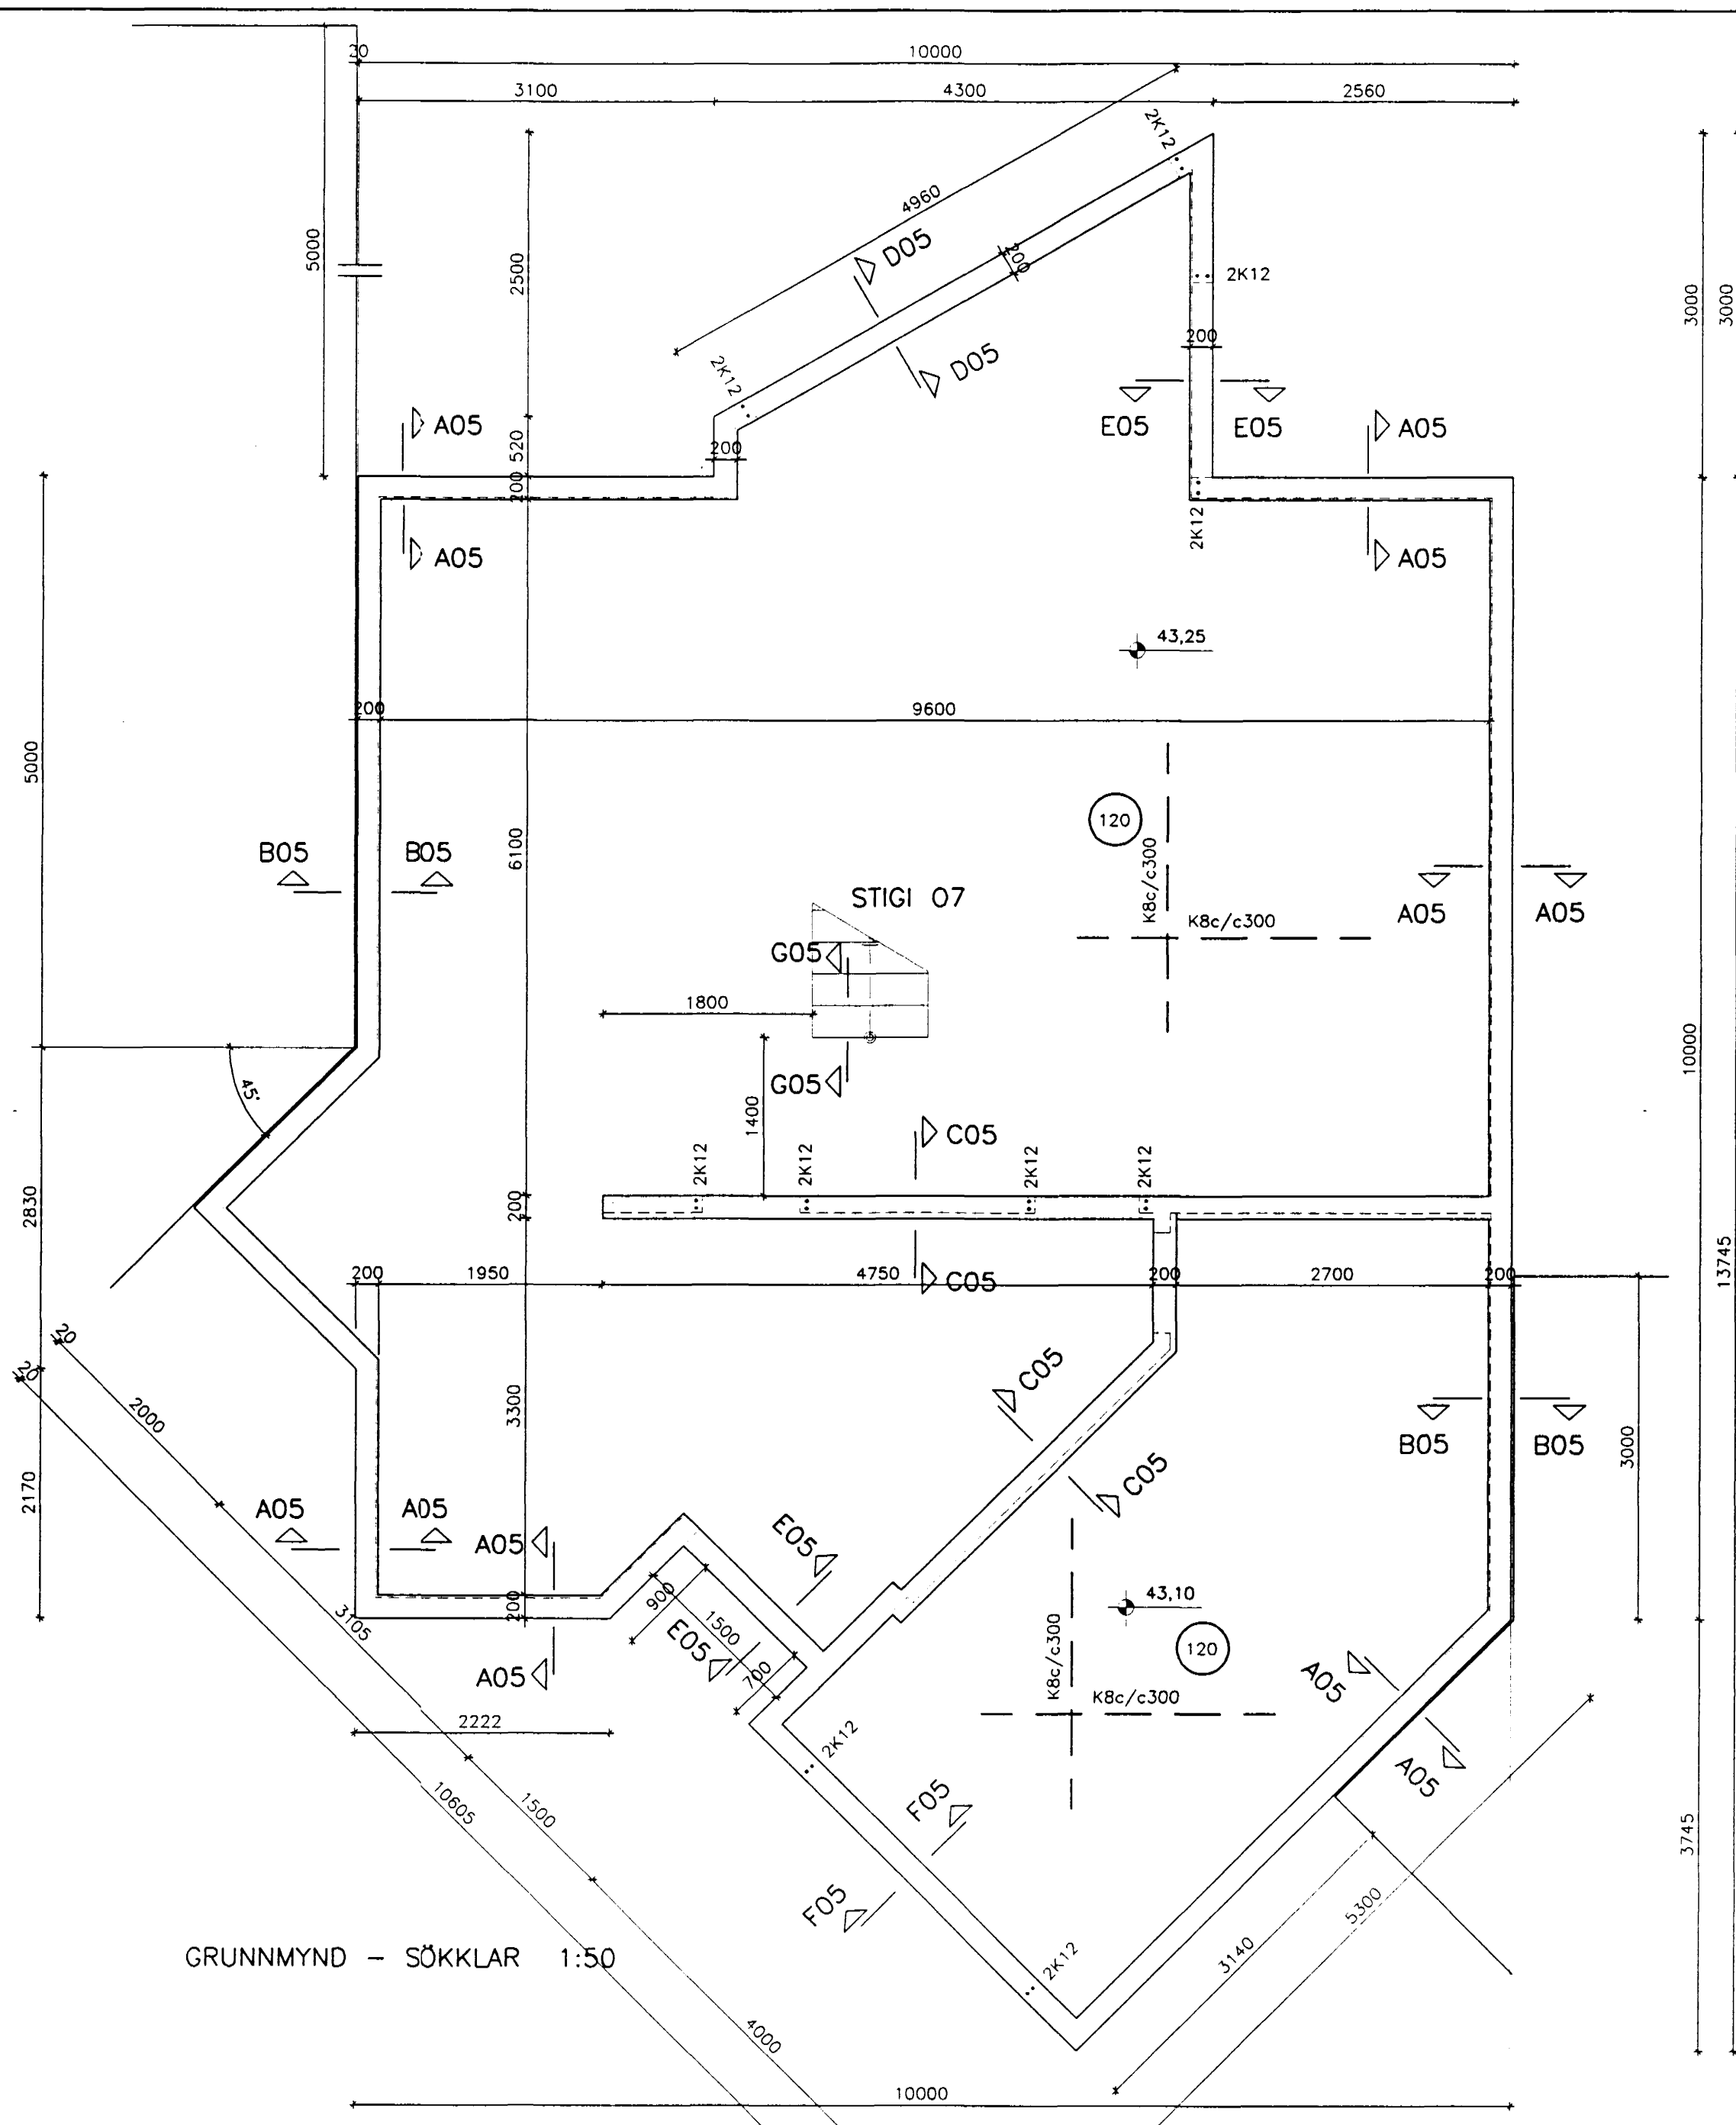 20
10000
3100
4300
2560
2K12
4960
5000
D05
200
2500
2K12
3000
3000
200
D05
2K12
A05
E05
E05
A05
520
200
200
A05
2K12
A05
43,25
200
9600
5000
120
6100
B05
B05
K8c/c300
STIGI 07
K8c/c300
A05
A05
G05
1800
10000
45°
G05
1400
C05
2K12
2K12
2K12
2K12
2830
200
13745
200
1950
4750
C05
200
2700
200
20
20
C05
2000
3300
B05
B05
3000
2170
C05
A05
A05
A05
E05
3105
200
900
1500
E05
700
43,10
120
K8c/c300
K8c/c300
A05
A05
A05
2222
2K12
10605
1500
F05
3745
F05
5300
3140
GRUNNMYND – SÖKKLAR 1:50
2K12
4000
10000